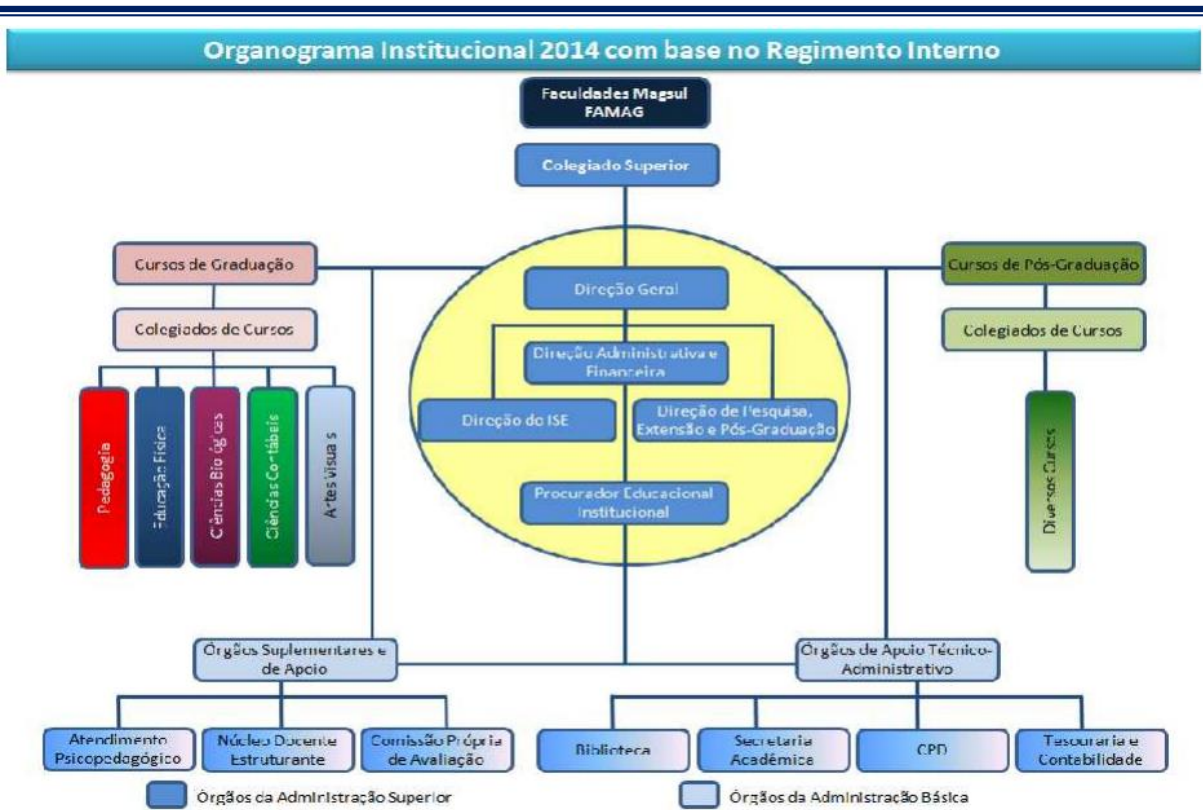 Organograma Institucional 2014 com base no Regimento Interno
Faculdades Magsul
FAMAG
Colegiado Superior
Cursos de Graduação
Cursos de Pós-Graduação
Direção Geral
Colegiados de Cursos
Colegiados de Cursos
Direção Administrativa e
Financeira
Direção do ISE
Direção de Pesquisa,
Extensão e Pós-Graduação
Pedagogia
Educação Física
Ciências Biológicas
Ciências Contábeis
Artes Visuais
Diversos Cursos
Procurador Educacional
Institucional
Órgãos Suplementares e
de Apoio
Órgãos de Apoio Técnico-
Administrativo
Atendimento
Psicopedagógico
Núcleo Docente
Estruturante
Comissão Própria
de Avaliação
Biblioteca
Secretaria
Acadêmica
CPD
Tesouraria e
Contabilidade
Órgãos da Administração Superior
Órgãos da Administração Básica